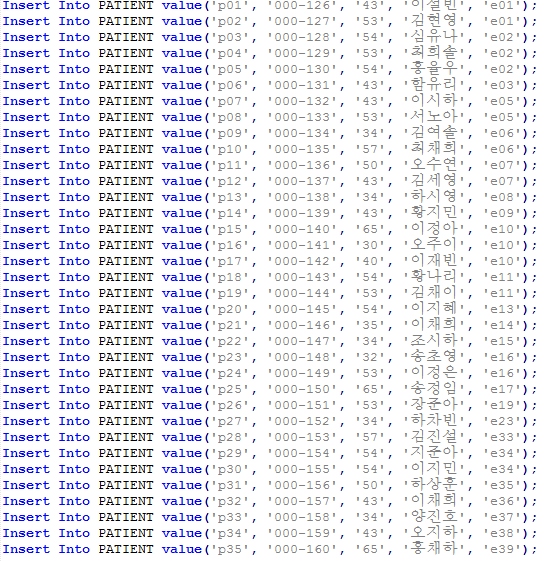 Insert Into PATIENT value('p01', '000-126', '43', '이설빈', 'e01');
Insert Into PATIENT value('p02', '000-127', '53', '김현영', 'e01');
Insert Into PATIENT value('p03', '000-128', '54', '심유나', 'e02');
Insert Into PATIENT value('p04', '000-129', '53', '최희솔', 'e02');
Insert Into PATIENT value('p05', '000-130', '54', '홍을우', 'e02');
Insert Into PATIENT value('p06', '000-131', '43', '함유리', 'e03');
Insert Into PATIENT value('p07', '000-132', '43', '이시하', 'e05');
Insert Into PATIENT value('p08', '000-133', '53', '서노아', 'e05');
Insert Into PATIENT value('p09', '000-134', '34', '김여솔', 'e06');
Insert Into PATIENT value('p10', '000-135', '57', '최채희', 'e06');
Insert Into PATIENT value('p11', '000-136', '50', '오수연', 'e07');
Insert Into PATIENT value('p12', '000-137', '43', '김세영', 'e07');
Insert Into PATIENT value('p13', '000-138', '34', '하시영', 'e08');
Insert Into PATIENT value('p14', '000-139', '43', '황지민', 'e09');
Insert Into PATIENT value('p15', '000-140', '65', '이정아', 'e10');
Insert Into PATIENT value('p16', '000-141', '30', '오주이', 'e10');
Insert Into PATIENT value('p17', '000-142', '40', '이재빈', 'e10');
Insert Into PATIENT value('p18', '000-143', '54', '황나리', 'e11');
Insert Into PATIENT value('p19', '000-144', '53', '김채이', 'e11');
Insert Into PATIENT value('p20', '000-145', '54', '이지혜', 'e13');
Insert Into PATIENT value('p21', '000-146', '35', '이채희', 'e14');
Insert Into PATIENT value('p22', '000-147', '34', '조시하', 'e15');
Insert Into PATIENT value('p23', '000-148', '32', '송초영', 'e16');
Insert Into PATIENT value('p24', '000-149', '53', '이정은', 'e16');
Insert Into PATIENT value('p25', '000-150', '65', '송정임', 'e17');
Insert Into PATIENT value('p26', '000-151', '53', '장준아', 'e19');
Insert Into PATIENT value('p27', '000-152', '34', '하차빈', 'e23');
Insert Into PATIENT value('p28', '000-153', '57', '김진설', 'e33');
Insert Into PATIENT value('p29', '000-154', '54', '지준아', 'e34');
Insert Into PATIENT value('p30', '000-155', '54', '이지민', 'e34');
Insert Into PATIENT value('p31', '000-156', '50', '하상훈', 'e35');
Insert Into PATIENT value('p32', '000-157', '43', '이채희', 'e36');
Insert Into PATIENT value('p33', '000-158', '34', '양진호', 'e37');
Insert Into PATIENT value('p34', '000-159', '43', '오지하', 'e38');
Insert Into PATIENT value('p35', '000-160', '65', '홍채하', 'e39');